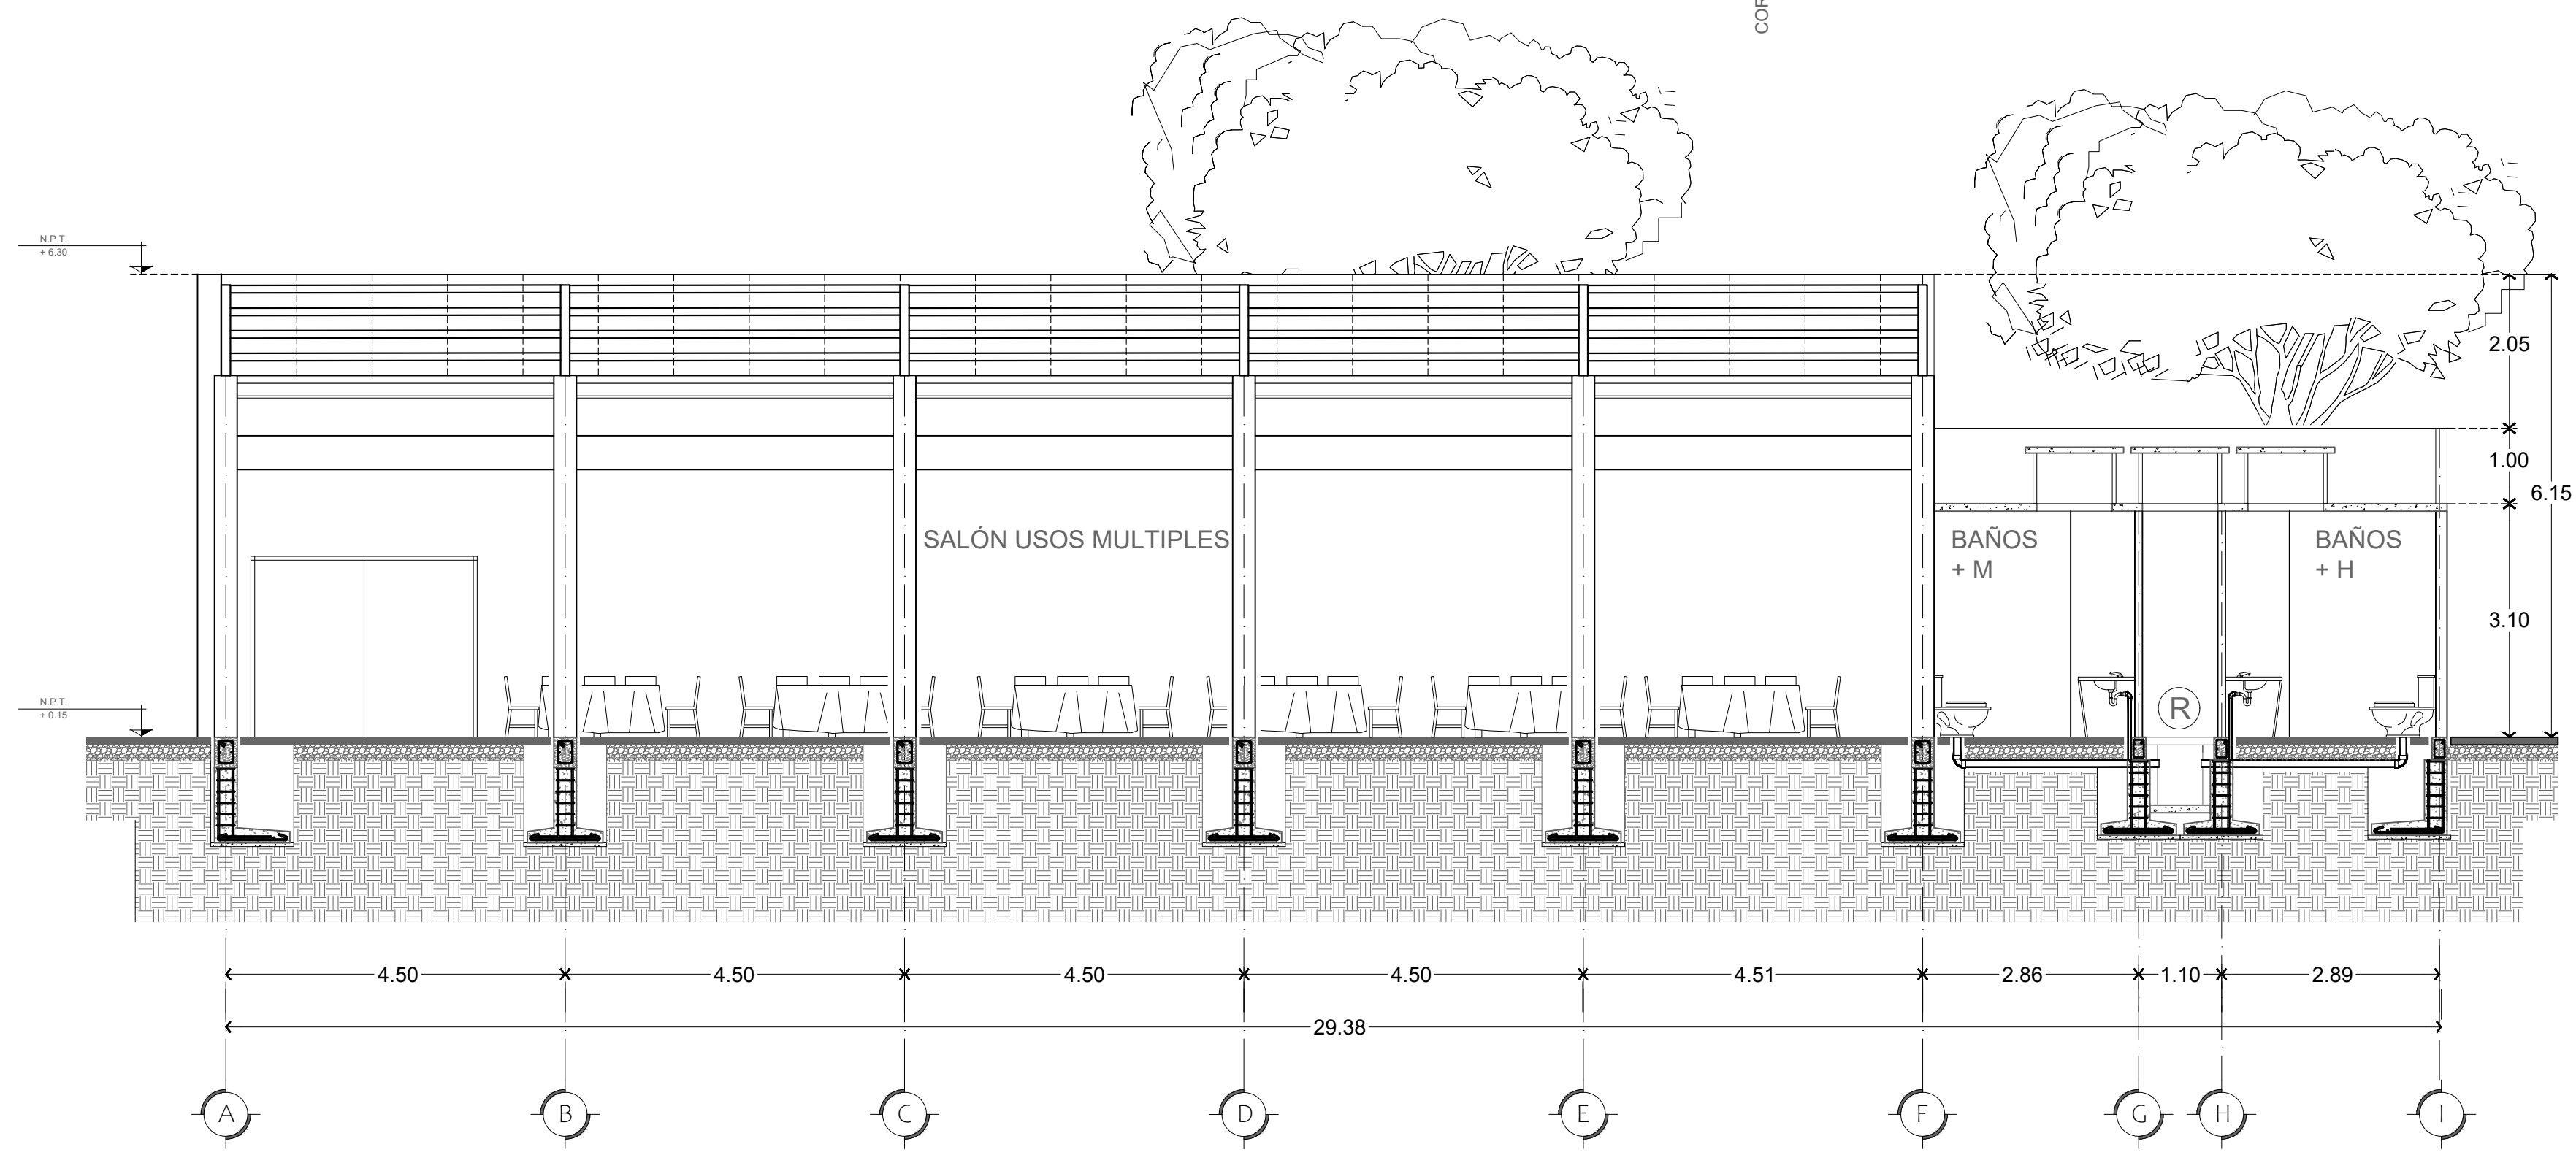 COR
N.P.T.
+ 6.30
2.05
1.00
6.15
SALÓN USOS MULTIPLES
BAÑOS
+ M
BAÑOS
+ H
3.10
N.P.T.
+ 0.15
R
4.50
4.50
4.50
4.50
4.51
2.86
1.10
2.89
29.38
A
B
C
D
E
F
G
H
I